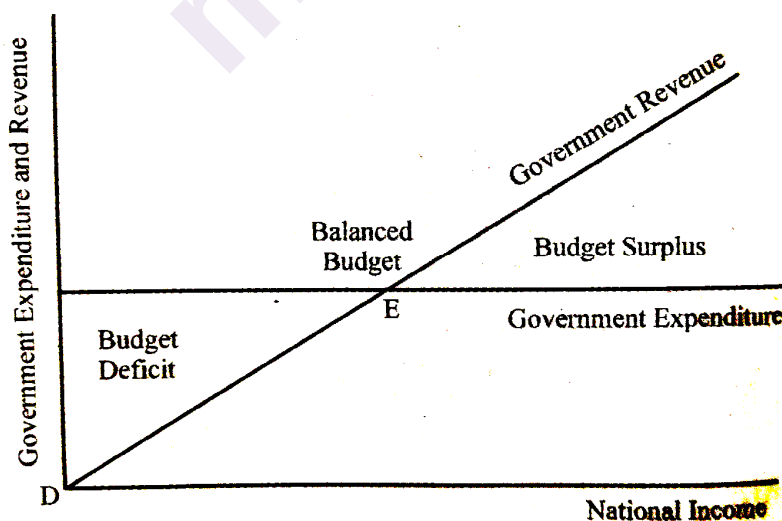 Government Expenditure and Revenue
Government Revenue
Balanced
Budget
Budget Surplus
E
Government Expenditure
Budget
Deficit
D
National Income